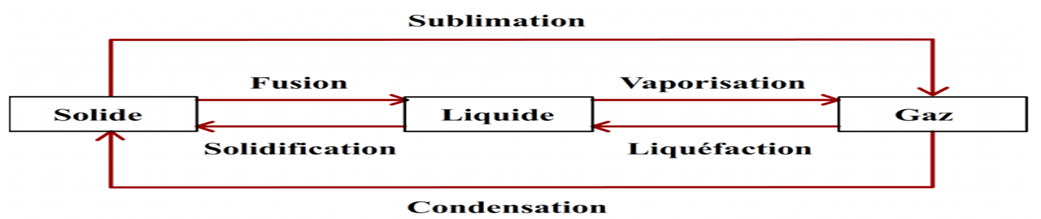 Sublimation
Fusion
Vaporisation
Solide
Liquide
Gaz
Solidification
Liquéfaction
Condensation